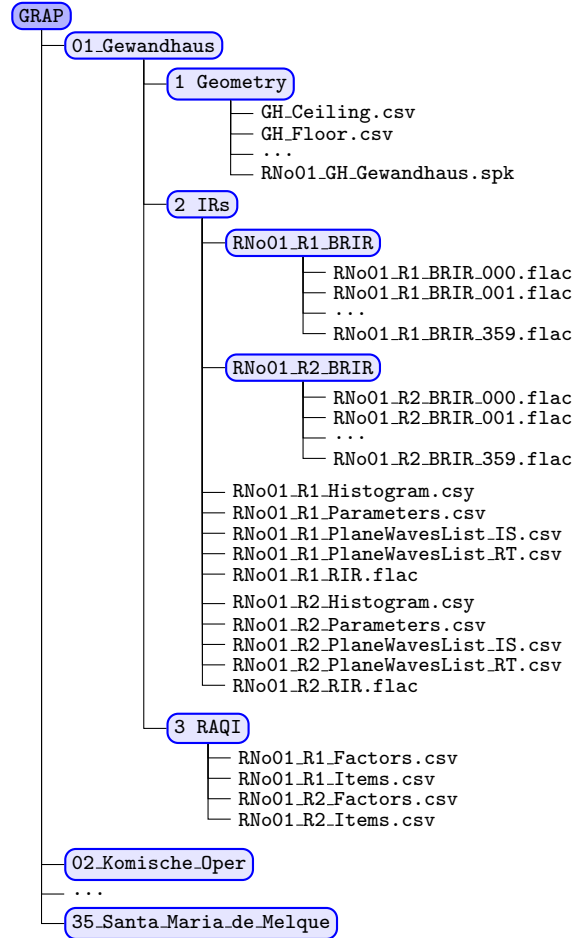 GRAP
01_Gewandhaus
1 Geometry
GH_Ceiling.csv
GH_Floor.csv
...
RNo01_GH_Gewandhaus.spk
2 IRs
RNo01_R1_BRIR
RNo01_R1_BRIR_000.flac
RNo01_R1_BRIR_001.flac
...
RNo01_R1_BRIR_359.flac
RNo01_R2_BRIR
RNo01_R2_BRIR_000.flac
RNo01_R2_BRIR_001.flac
...
RNo01_R2_BRIR_359.flac
RNo01_R1_Histogram.csy
RNo01_R1_Parameters.csv
RNo01_R1_PlaneWavesList_IS.csv
RNo01_R1_PlaneWavesList_RT.csv
RNo01_R1_RIR.flac
RNo01_R2_Histogram.csy
RNo01_R2_Parameters.csv
RNo01_R2_PlaneWavesList_IS.csv
RNo01_R2_PlaneWavesList_RT.csv
RNo01_R2_RIR.flac
3 RAQI
RNo01_R1_Factors.csv
RNo01_R1_Items.csv
RNo01_R2_Factors.csv
RNo01_R2_Items.csv
02_Komische_Oper
...
35_Santa_Maria_de_Melque